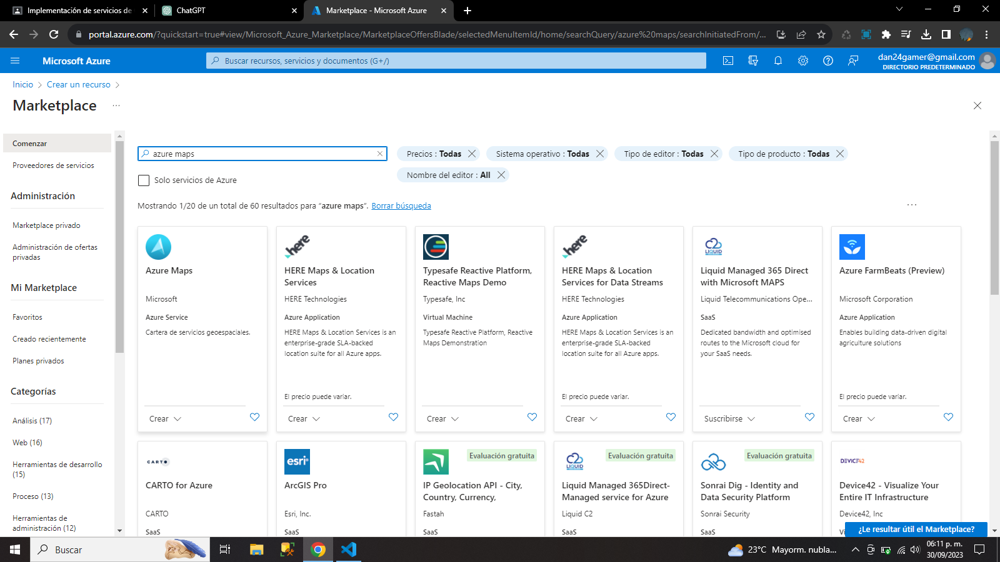 Implementación de servicios de
ChatGPT
Marketplace - Microsoft Azure
portal.azure.com/?quickstart=true#view/Microsoft_Azure_Marketplace/MarketplaceOffersBlade/selectedMenuItemId/home/searchQuery/azure%20maps/searchInitiatedFrom/...
Microsoft Azure
Buscar recursos, servicios y documentos (G+/)
dan24gamer@gmail.com
DIRECTORIO PREDETERMINADO
Inicio > Crear un recurso >
Marketplace ...
Comenzar
Proveedores de servicios
Administración
Marketplace privado
Administración de ofertas
privadas
Mi Marketplace
Favoritos
Creado recientemente
Planes privados
Categorías
Análisis (17)
Web (16)
Herramientas de desarrollo
(15)
Proceso (13)
Herramientas de
administración (12)
azure maps
Precios : Todas
Sistema operativo : Todas
Tipo de editor : Todas
Tipo de producto : Todas
Nombre del editor : All
Solo servicios de Azure
Mostrando 1/20 de un total de 60 resultados para “azure maps”. Borrar búsqueda
...
Azure Maps
Microsoft
Azure Service
Cartera de servicios geoespaciales.
Crear
here
HERE Maps & Location
Services
HERE Technologies
Azure Application
HERE Maps & Location Services is an
enterprise-grade SLA-backed
location suite for all Azure apps.
El precio puede variar.
Crear
Typesafe Reactive Platform,
Reactive Maps Demo
Typesafe, Inc
Virtual Machine
Typesafe Reactive Platform, Reactive
Maps Demonstration
Crear
here
HERE Maps & Location
Services for Data Streams
HERE Technologies
Azure Application
HERE Maps & Location Services is an
enterprise-grade SLA-backed
location suite for all Azure apps.
El precio puede variar.
Crear
C2
LIQUID
Liquid Managed 365 Direct
with Microsoft MAPS
Liquid Telecommunications Ope...
SaaS
Dedicated bandwidth and optimised
routes to the Microsoft cloud for
your SaaS needs.
Suscribirse
Azure FarmBeats (Preview)
Microsoft Corporation
Azure Application
Enables building data-driven digital
agriculture solutions
El precio puede variar.
Crear
CARTO
CARTO for Azure
CARTO
SaaS
esri
ArcGIS Pro
Esri, Inc.
SaaS
Evaluación gratuita
IP Geolocation API - City,
Country, Currency,
Fastah
SaaS
C2
LIQUID
Evaluación gratuita
Liquid Managed 365Direct-
Managed service for Azure
Liquid C2
SaaS
Evaluación gratuita
Sonrai Dig - Identity and
Data Security Platform
Sonrai Security
SaaS
DEVICE42
Device42 - Visualize Your
Entire IT Infrastructure
Device42, Inc
¿Le resultar útil el Marketplace?
Buscar
23°C Mayorm. nubla...
06:11 p. m.
30/09/2023